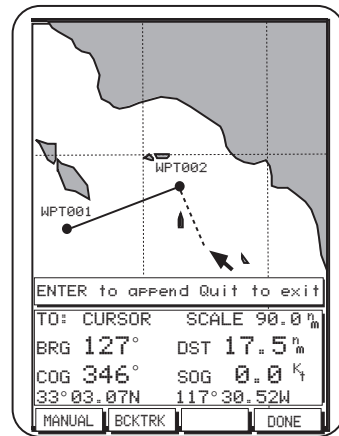 WPT002
WPT001
ENTER to append Quit to exit
TO: CURSOR SCALE 90.0 nm
BRG 127° DST 17.5 nm
COG 346° SOG 0.0 Kt
33°03.07N 117°30.52W
MANUAL BCKTRK DONE